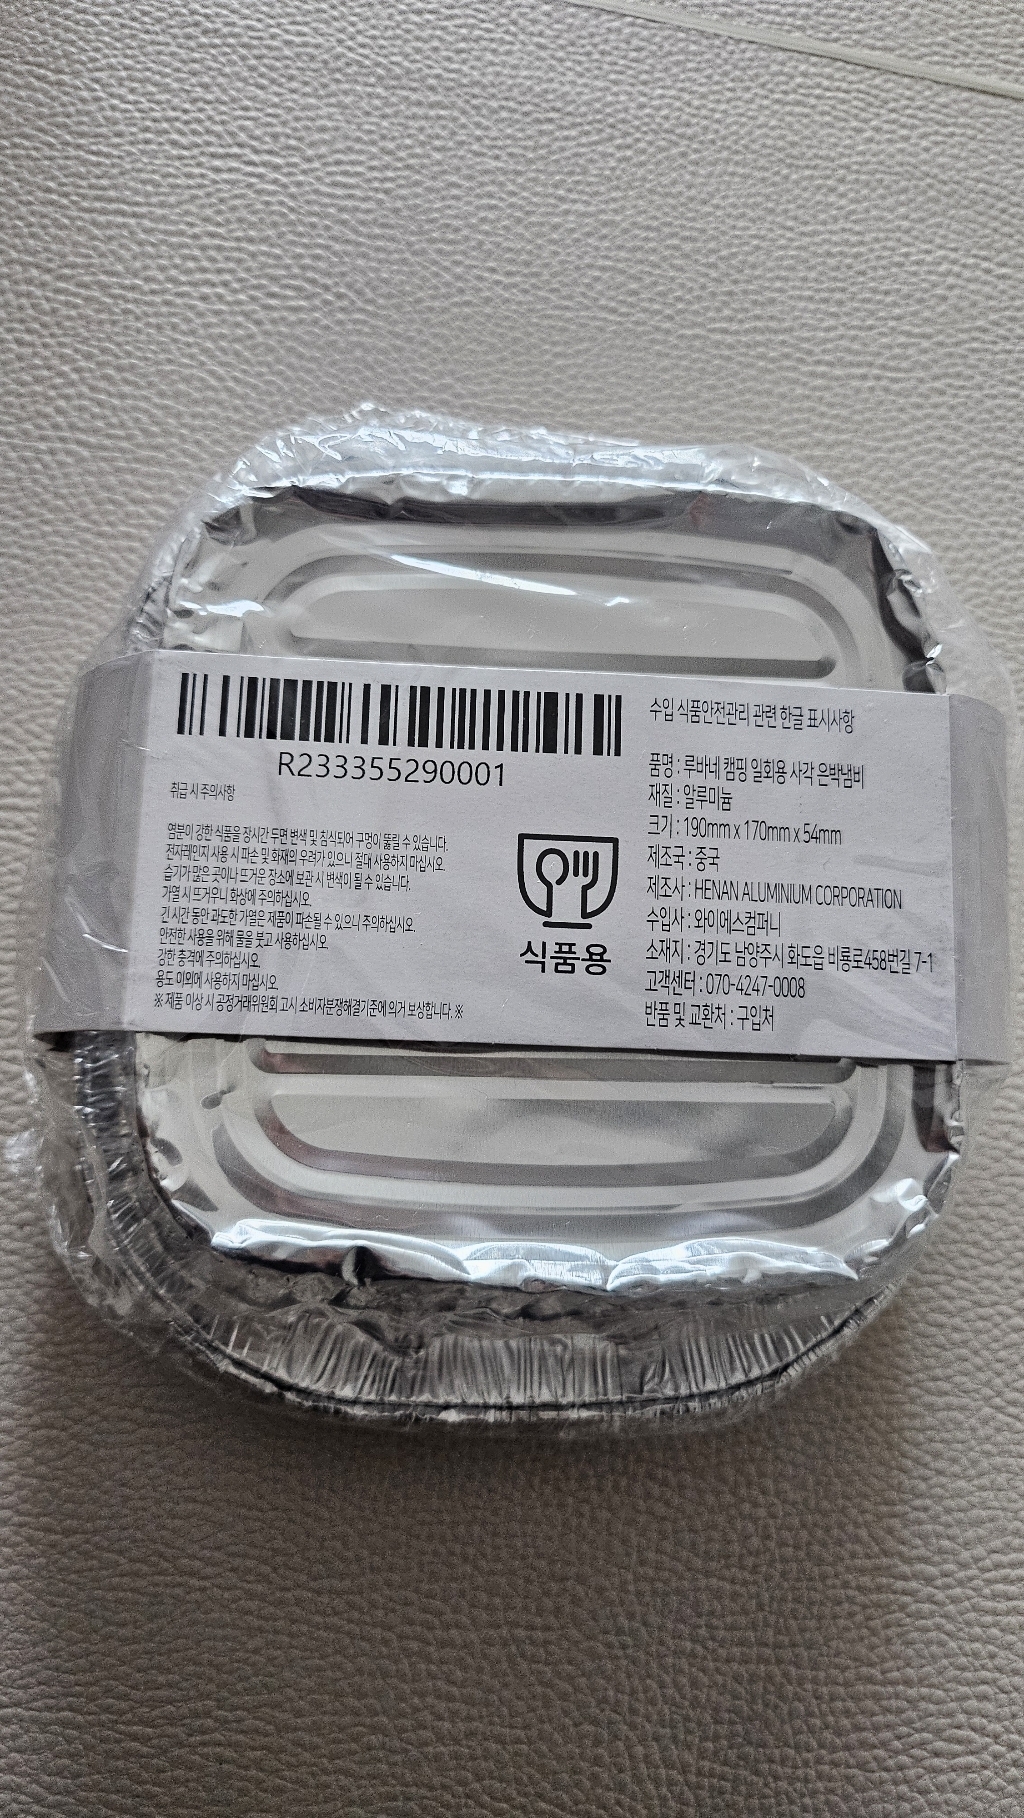 R233355290001
취급 시 주의사항
염분이 강한 식품을 장시간 두면 변색 및 침식되어 구멍이 뚫릴 수 있습니다.
전자레인지 사용 시 파손 및 화재의 우려가 있으니 절대 사용하지 마십시오.
습기가 많은 곳이나 뜨거운 장소에 보관 시 변색이 될 수 있습니다.
가열 시 뜨거우니 화상에 주의하십시오.
긴 시간 동안 과도한 가열은 제품이 파손될 수 있으니 주의하십시오.
안전한 사용을 위해 물을 붓고 사용하십시오.
강한 충격에 주의하십시오.
용도 이외에 사용하지 마십시오.
※ 제품 이상 시 공정거래위원회 고시 소비자분쟁해결기준에 의거 보상합니다. ※
식품용
수입 식품안전관리 관련 한글 표시사항
품명 : 루바네 캠핑 일회용 사각 은박냄비
재질 : 알루미늄
크기 : 190mm x 170mm x 54mm
제조국 : 중국
제조사 : HENAN ALUMINIUM CORPORATION
수입사 : 와이에스컴퍼니
소재지 : 경기도 남양주시 화도읍 비룡로458번길 7-1
고객센터 : 070-4247-0008
반품 및 교환처 : 구입처